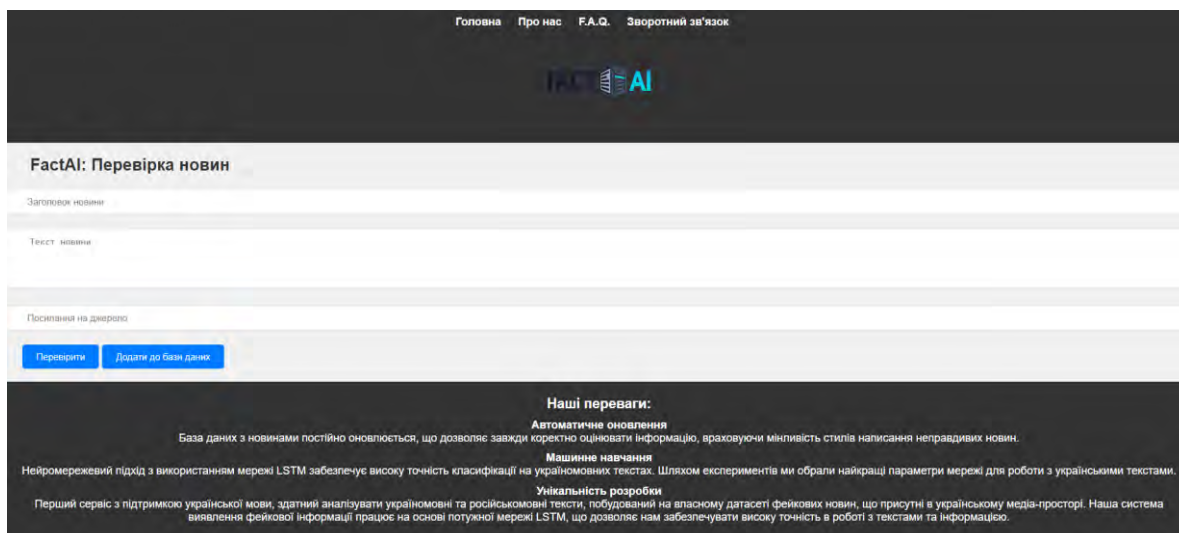 Головна Про нас F.A.Q. Зворотний зв'язок
FACT AI
FactAI: Перевірка новин
Заголовок новини
Текст новини
Посилання на джерело
Перевірити Додати до бази даних
Наші переваги:
Автоматичне оновлення
База даних з новинами постійно оновлюється, що дозволяє завжди коректно оцінювати інформацію, враховуючи мінливість стилів написання неправдивих новин.
Машинне навчання
Нейромережевий підхід з використанням мережі LSTM забезпечує високу точність класифікації на україномовних текстах. Шляхом експериментів ми обрали найкращі параметри мережі для роботи з українськими текстами.
Унікальність розробки
Перший сервіс з підтримкою української мови, здатний аналізувати україномовні та російськомовні тексти, побудований на власному датасеті фейкових новин, що присутні в українському медіа-просторі. Наша система
виявлення фейкової інформації працює на основі потужної мережі LSTM, що дозволяє нам забезпечувати високу точність в роботі з текстами та інформацією.